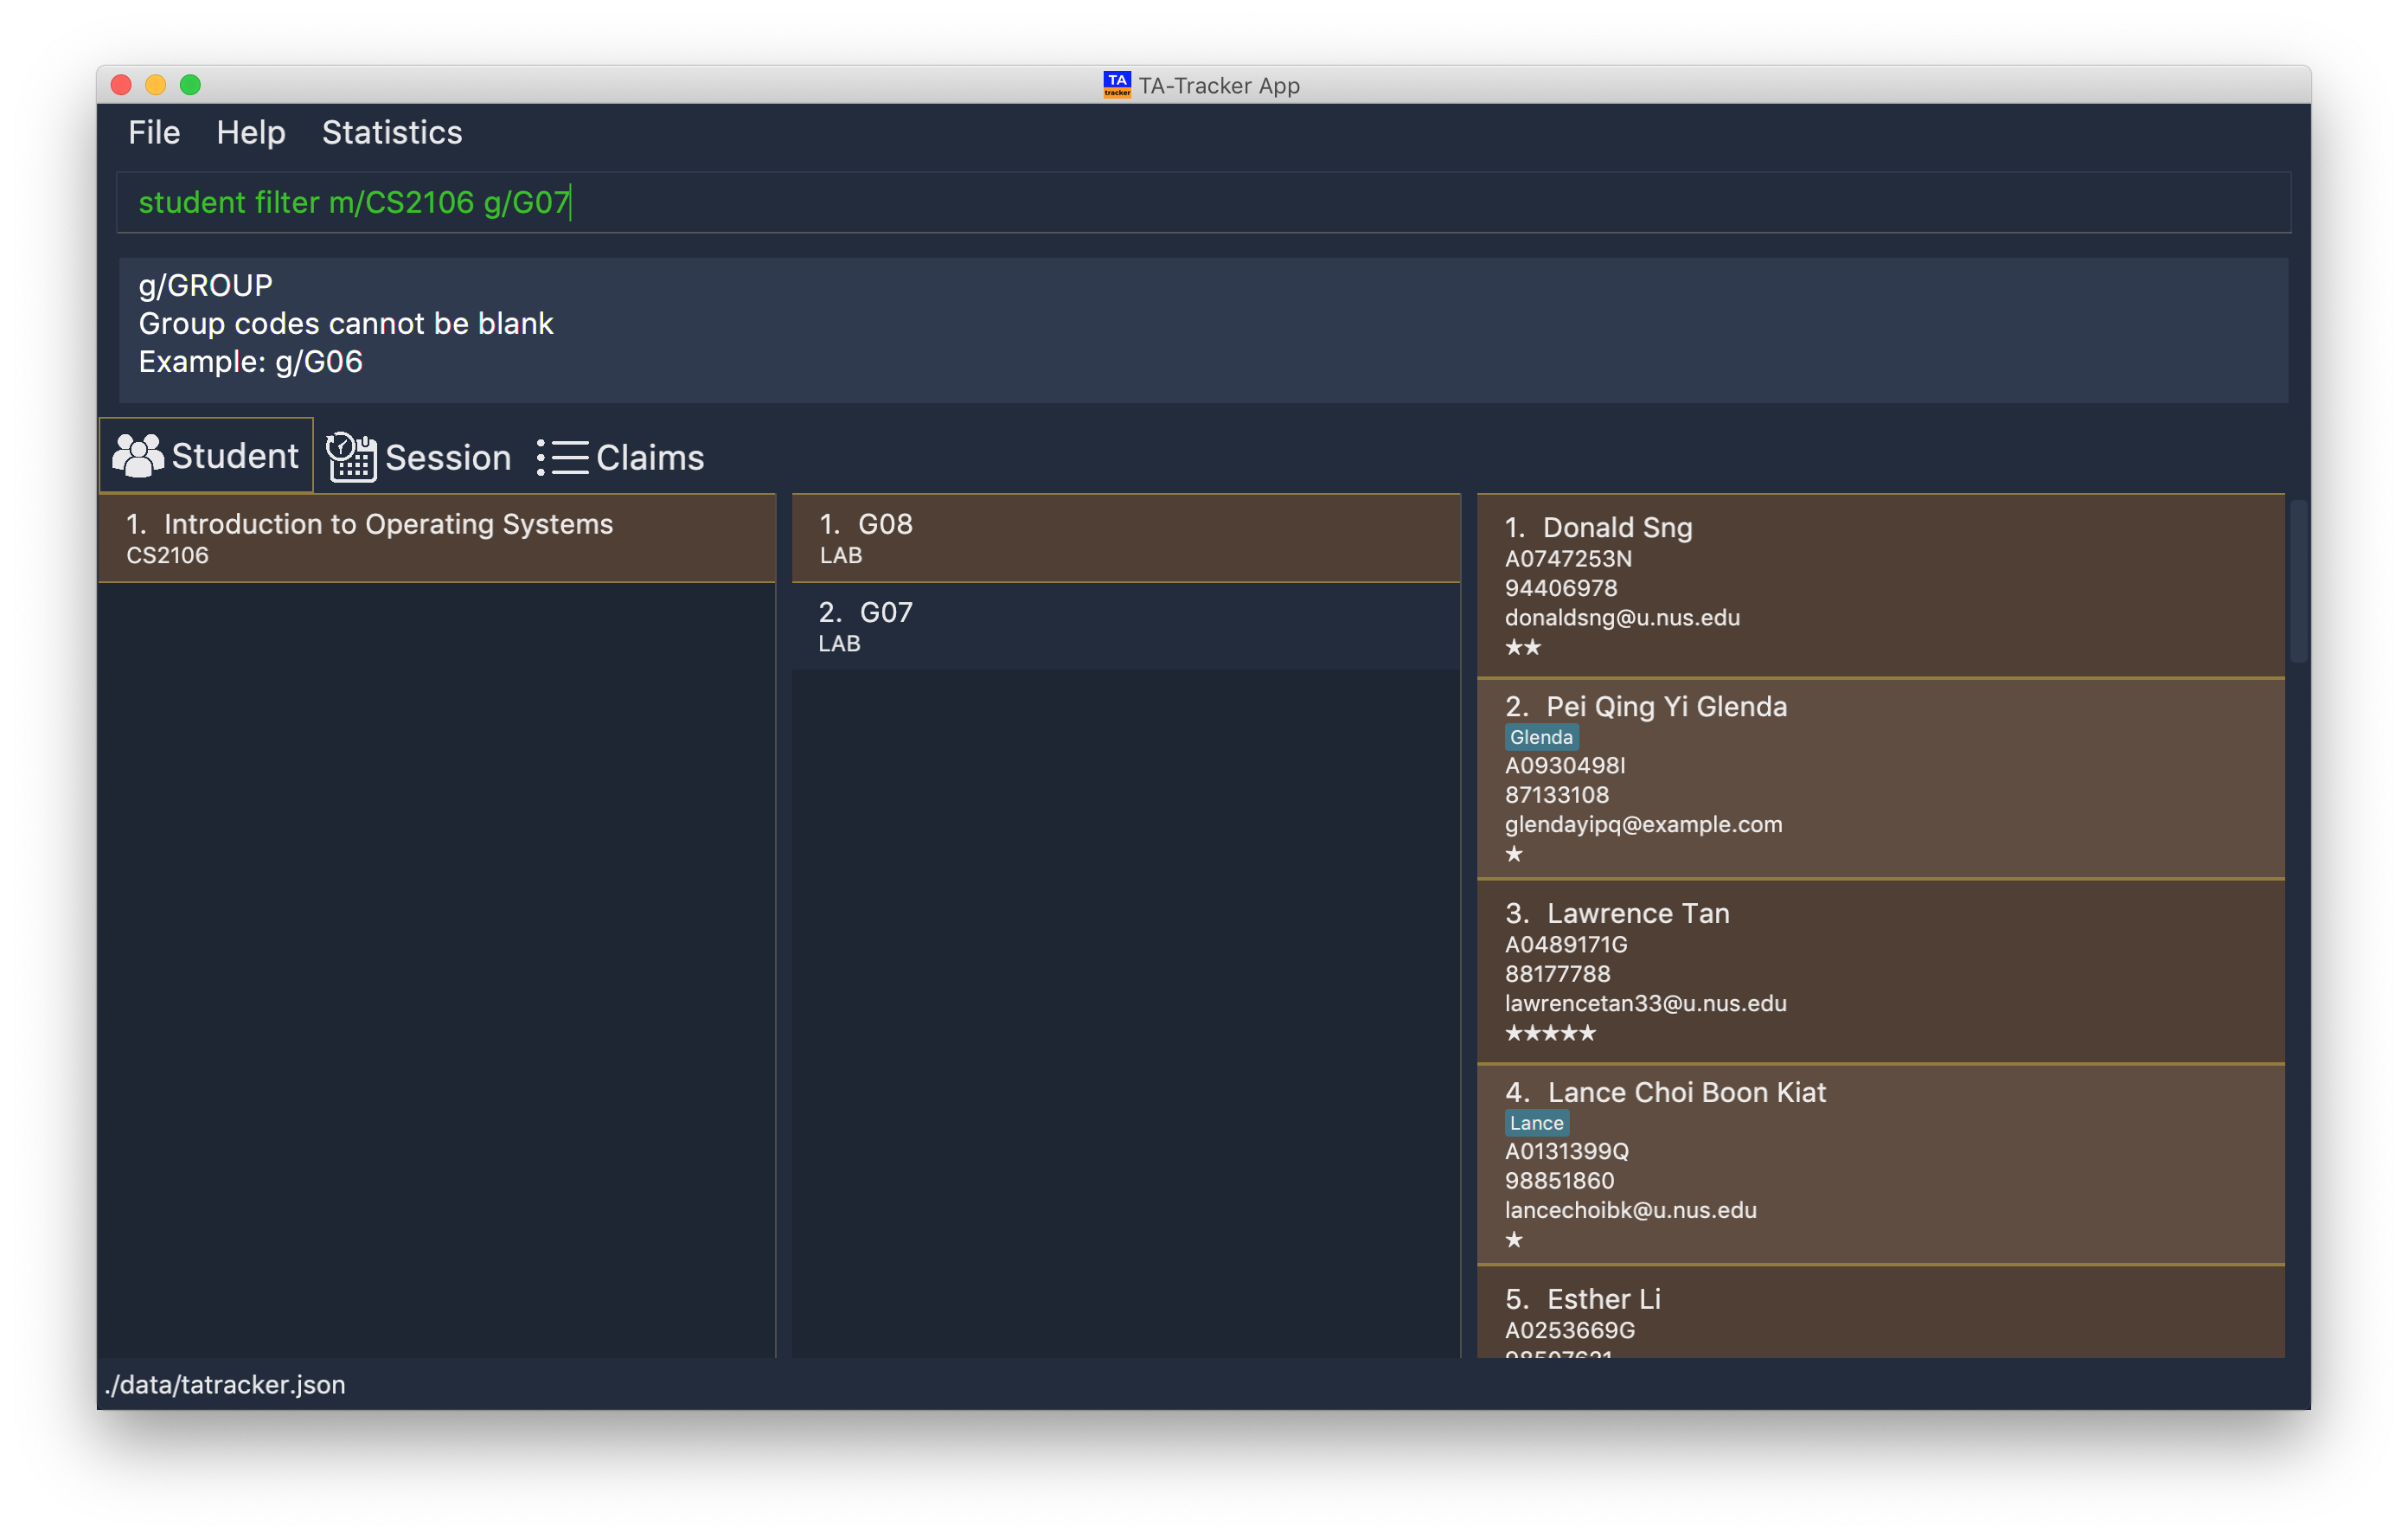 TA tracker TA-Tracker App
File Help Statistics
student filter m/CS2106 g/G07
g/GROUP
Group codes cannot be blank
Example: g/G06
Student Session Claims
1. Introduction to Operating Systems
CS2106
1. G08
LAB
2. G07
LAB
1. Donald Sng
A0747253N
94406978
donaldsng@u.nus.edu
★★
2. Pei Qing Yi Glenda
Glenda
A0930498I
87133108
glendayipq@example.com
★
3. Lawrence Tan
A0489171G
88177788
lawrencetan33@u.nus.edu
★★★★★
4. Lance Choi Boon Kiat
Lance
A0131399Q
98851860
lancechoibk@u.nus.edu
★
5. Esther Li
A0253669G
./data/tatracker.json